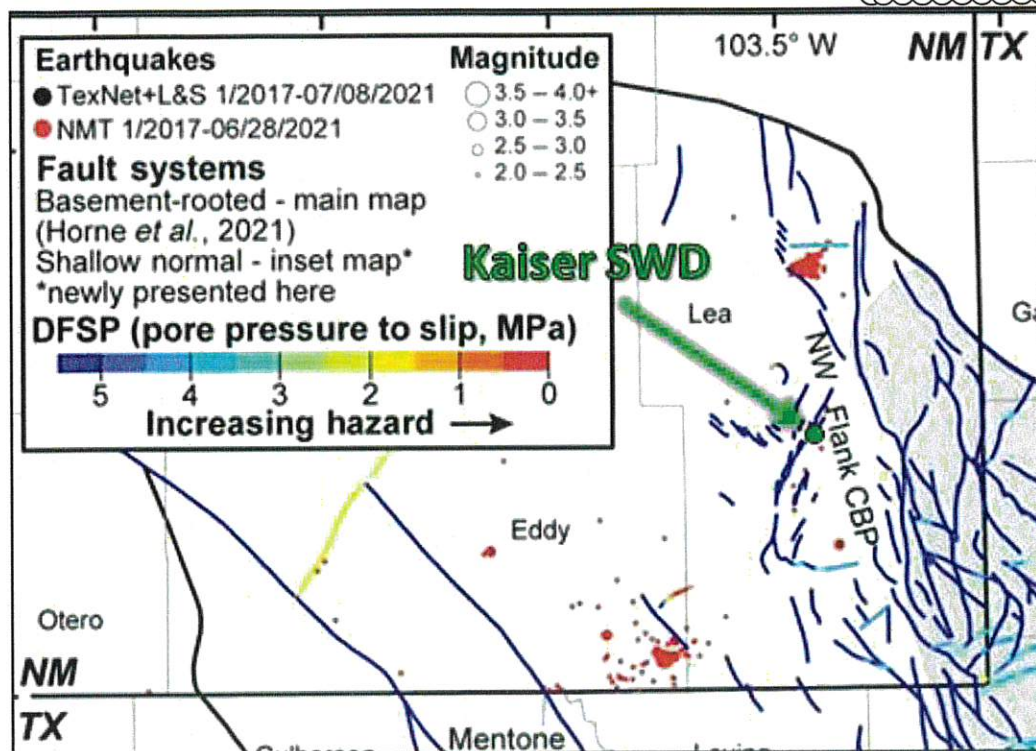 Earthquakes
TexNet+L&S 1/2017-07/08/2021
NMT 1/2017-06/28/2021
Fault systems
Basement-rooted - main map
(Horne et al., 2021)
Shallow normal - inset map*
*newly presented here
Magnitude
3.5 – 4.0+
3.0 – 3.5
2.5 – 3.0
2.0 – 2.5
DFSP (pore pressure to slip, MPa)
5 4 3 2 1 0
Increasing hazard
103.5° W
NM TX
Kaiser SWD
Lea
NW Flank CBP
Eddy
Otero
NM
TX
Mentone